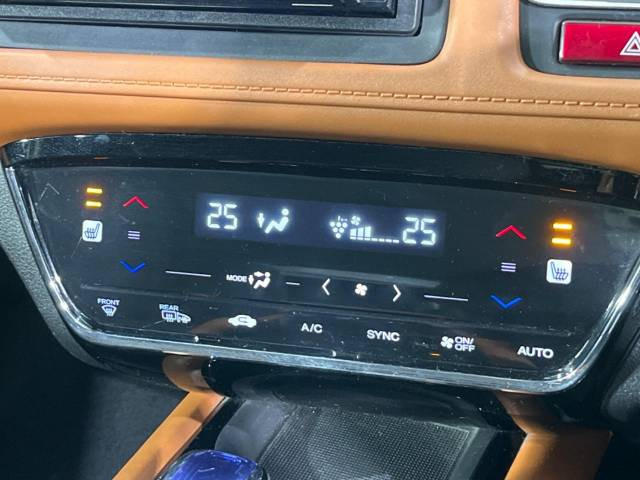 25 25
MODE
FRONT REAR A/C SYNC ON/OFF AUTO